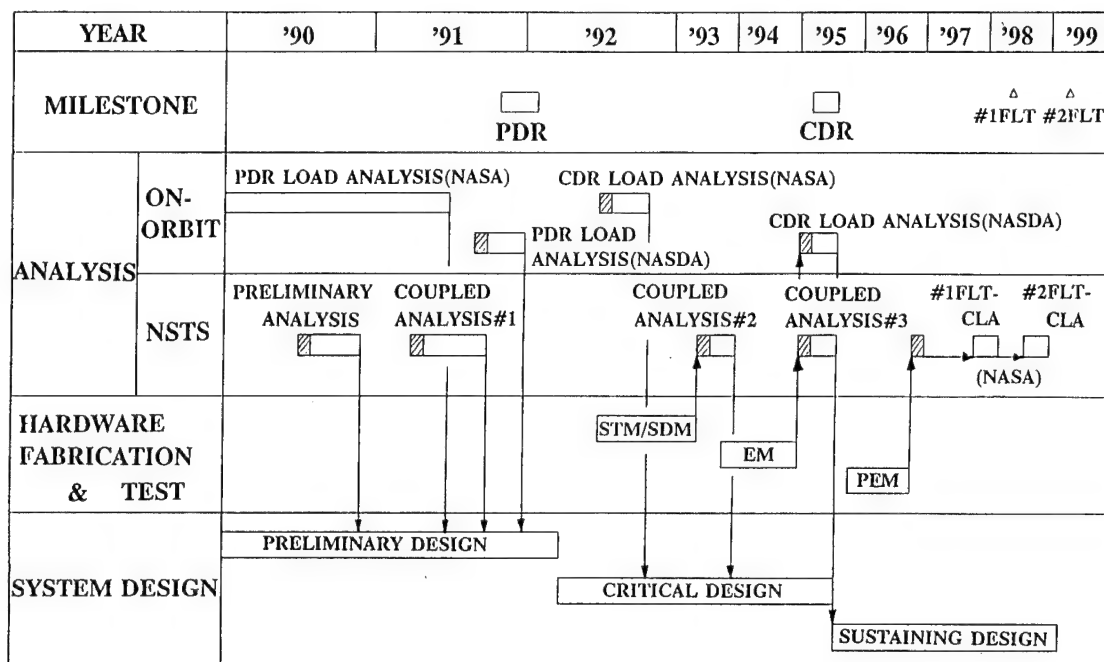 YEAR '90 '91 '92 '93 '94 '95 '96 '97 '98 '99
MILESTONE
PDR
CDR
#1FLT #2FLT
ANALYSIS
ON-
ORBIT
PDR LOAD ANALYSIS(NASA)
CDR LOAD ANALYSIS(NASA)
PDR LOAD
ANALYSIS(NASDA)
CDR LOAD ANALYSIS(NASDA)
NSTS
PRELIMINARY
ANALYSIS
COUPLED
ANALYSIS#1
COUPLED
ANALYSIS#2
COUPLED
ANALYSIS#3
#1FLT-
CLA
#2FLT-
CLA
(NASA)
HARDWARE
FABRICATION
& TEST
STM/SDM
EM
PEM
SYSTEM DESIGN
PRELIMINARY DESIGN
CRITICAL DESIGN
SUSTAINING DESIGN